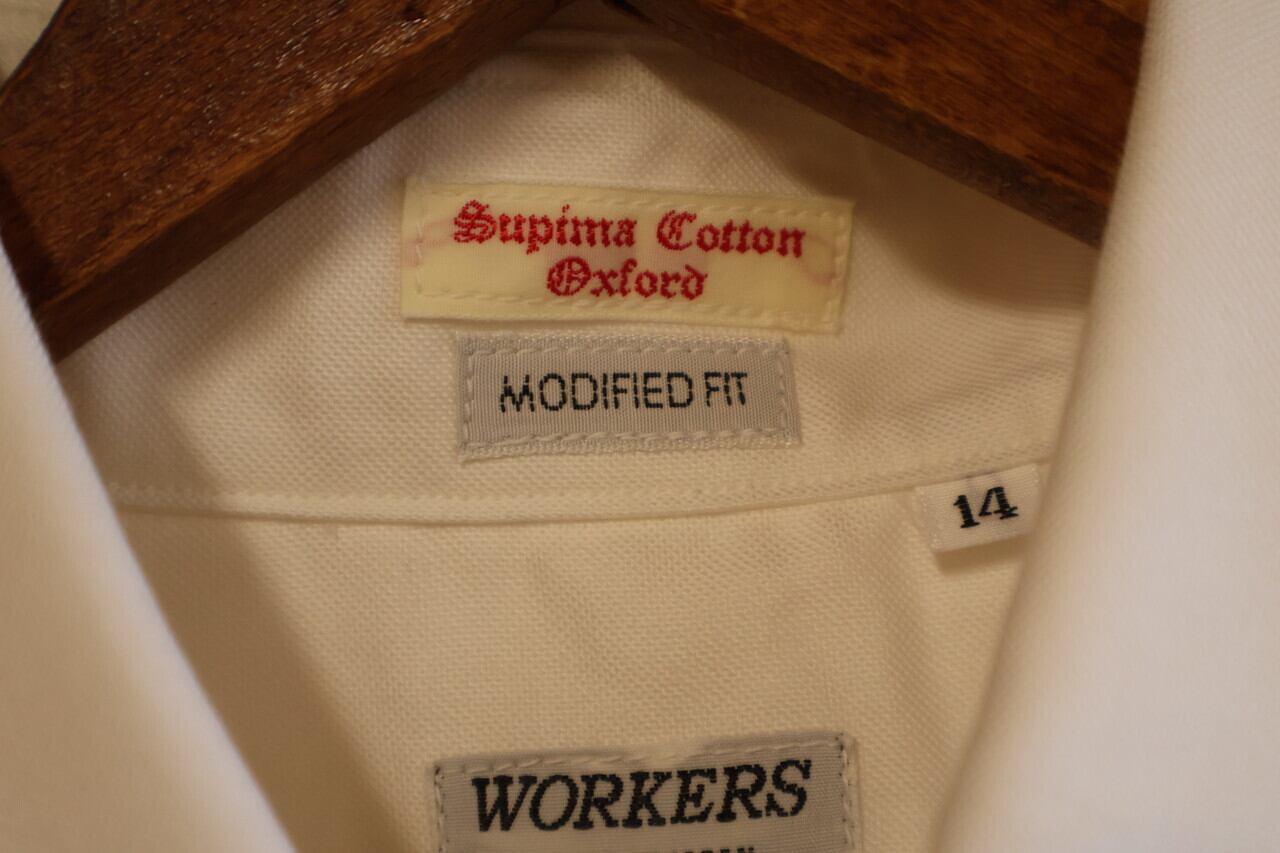 Supima Cotton
Oxford
MODIFIED FIT
14
WORKERS